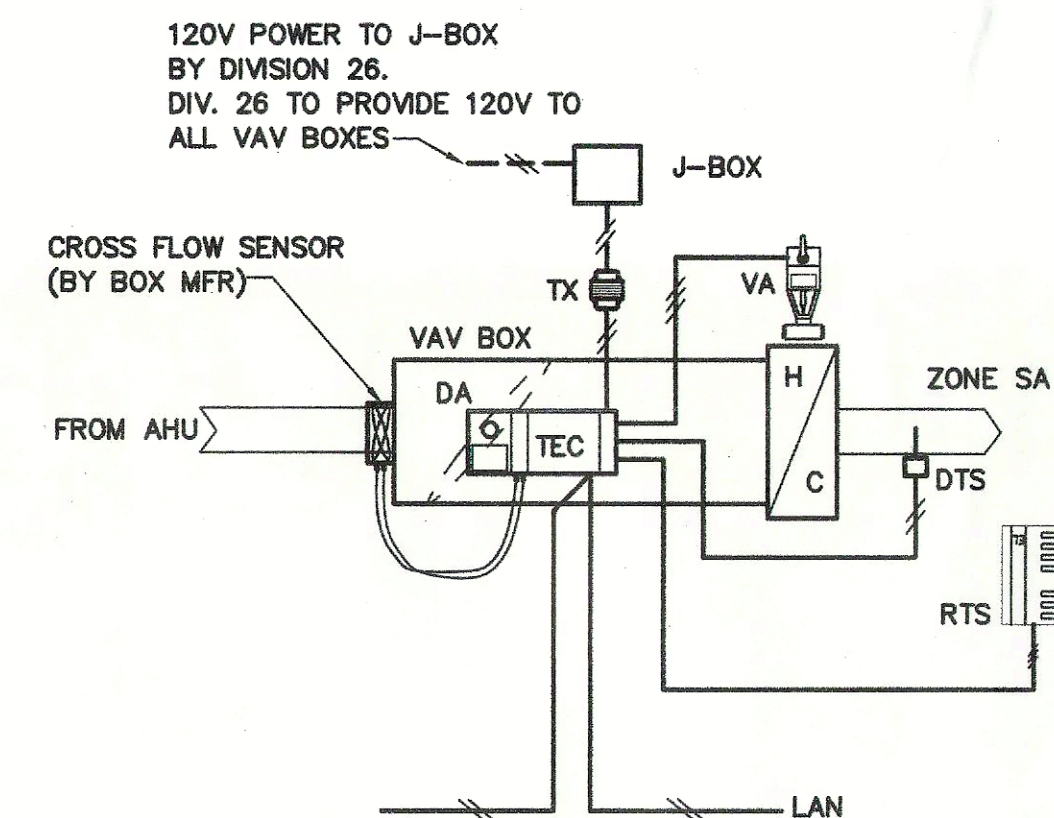 120V POWER TO J-BOX
BY DIVISION 26.
DIV. 26 TO PROVIDE 120V TO
ALL VAV BOXES
J-BOX
CROSS FLOW SENSOR
(BY BOX MFR)
TX
VA
VAV BOX
DA
H
ZONE SA
FROM AHU
TEC
C
DTS
RTS
LAN